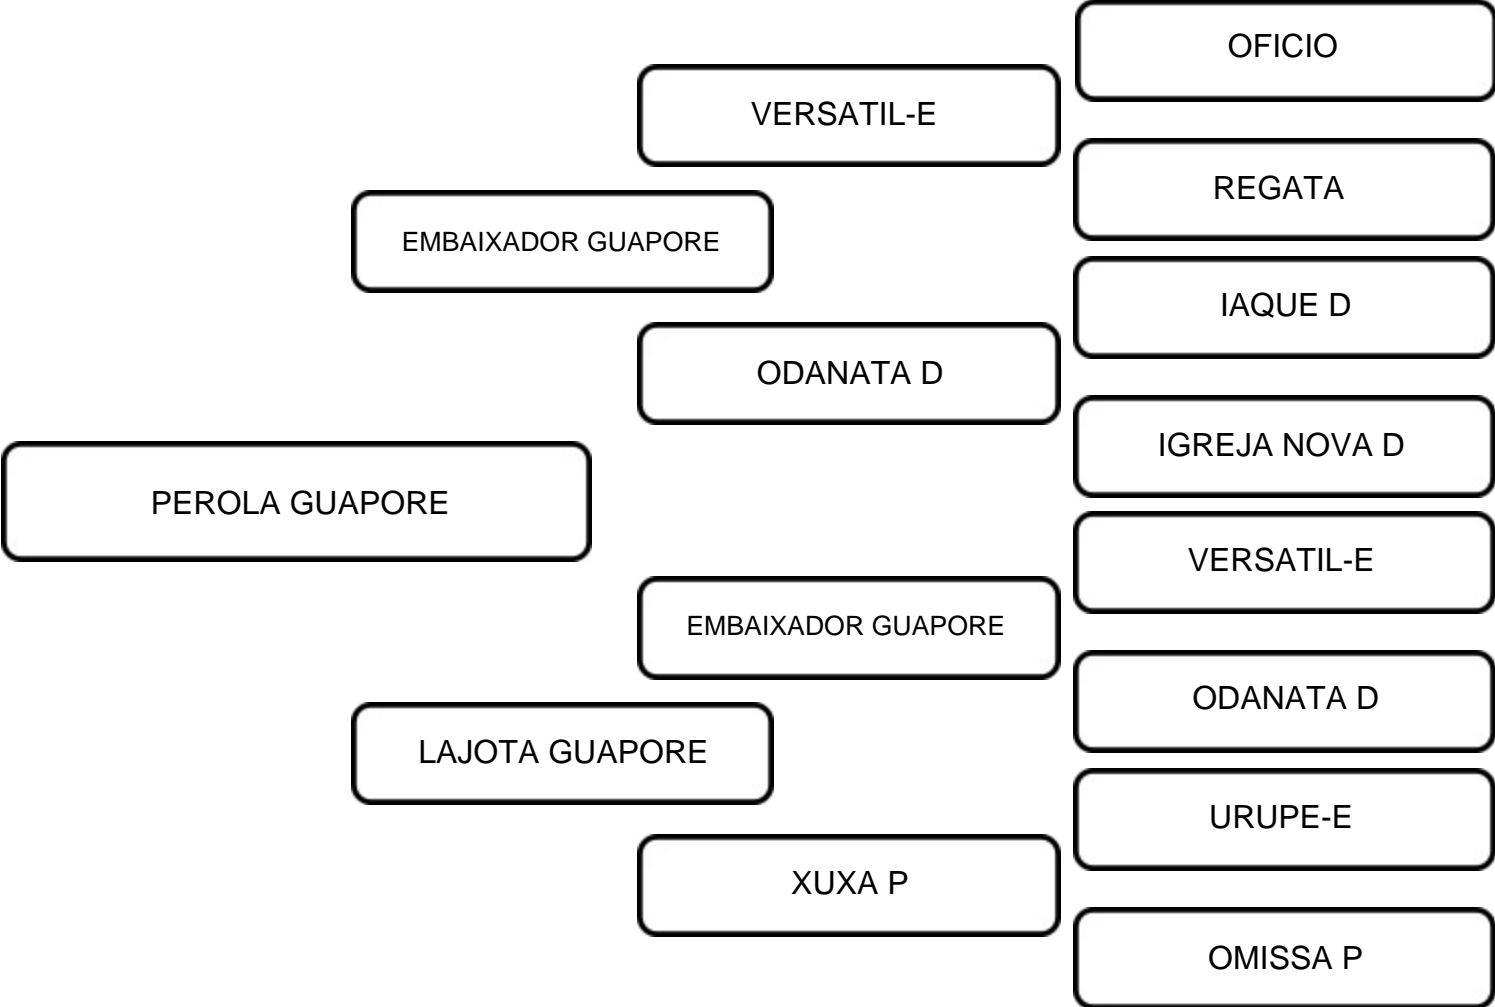 OFICIO
VERSATIL-E
REGATA
EMBAIXADOR GUAPORE
IAQUE D
ODANATA D
IGREJA NOVA D
PEROLA GUAPORE
VERSATIL-E
EMBAIXADOR GUAPORE
ODANATA D
LAJOTA GUAPORE
URUPE-E
XUXA P
OMISSA P